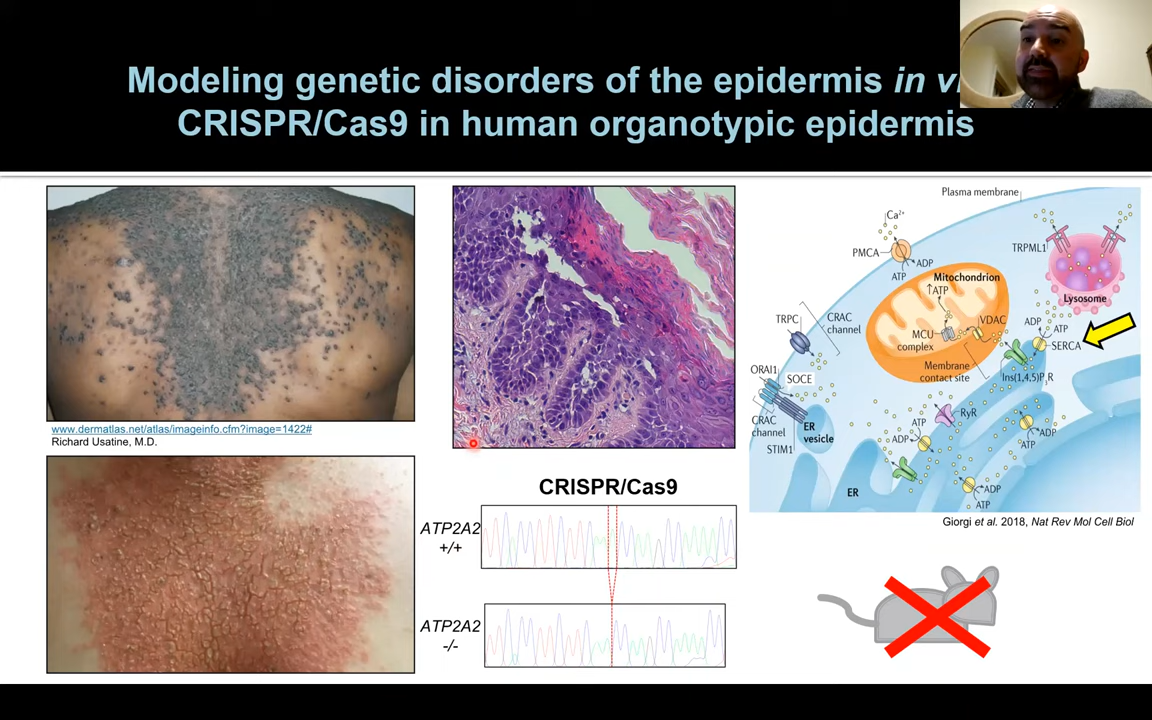 Modeling genetic disorders of the epidermis in
CRISPR/Cas9 in human organotypic epidermis
www.dermatlas.net/atlas/imageinfo.cfm?image=1422#
Richard Usatine, M.D.
CRISPR/Cas9
ATP2A2
+/+
ATP2A2
-/-
Plasma membrane
Ca²⁺
PMCA
ADP
ATP
TRPML1
Mitochondrion
↑ATP
Lysosome
TRPC
CRAC
channel
MCU
complex
VDAC
ADP
ATP
SERCA
Membrane
contact site
Ins(1,4,5)P₃R
ORAI1
SOCE
CRAC
channel
STIM1
ER
vesicle
RyR
ATP
ADP
ATP
ADP
ADP
ATP
ER
Giorgi et al. 2018, Nat Rev Mol Cell Biol